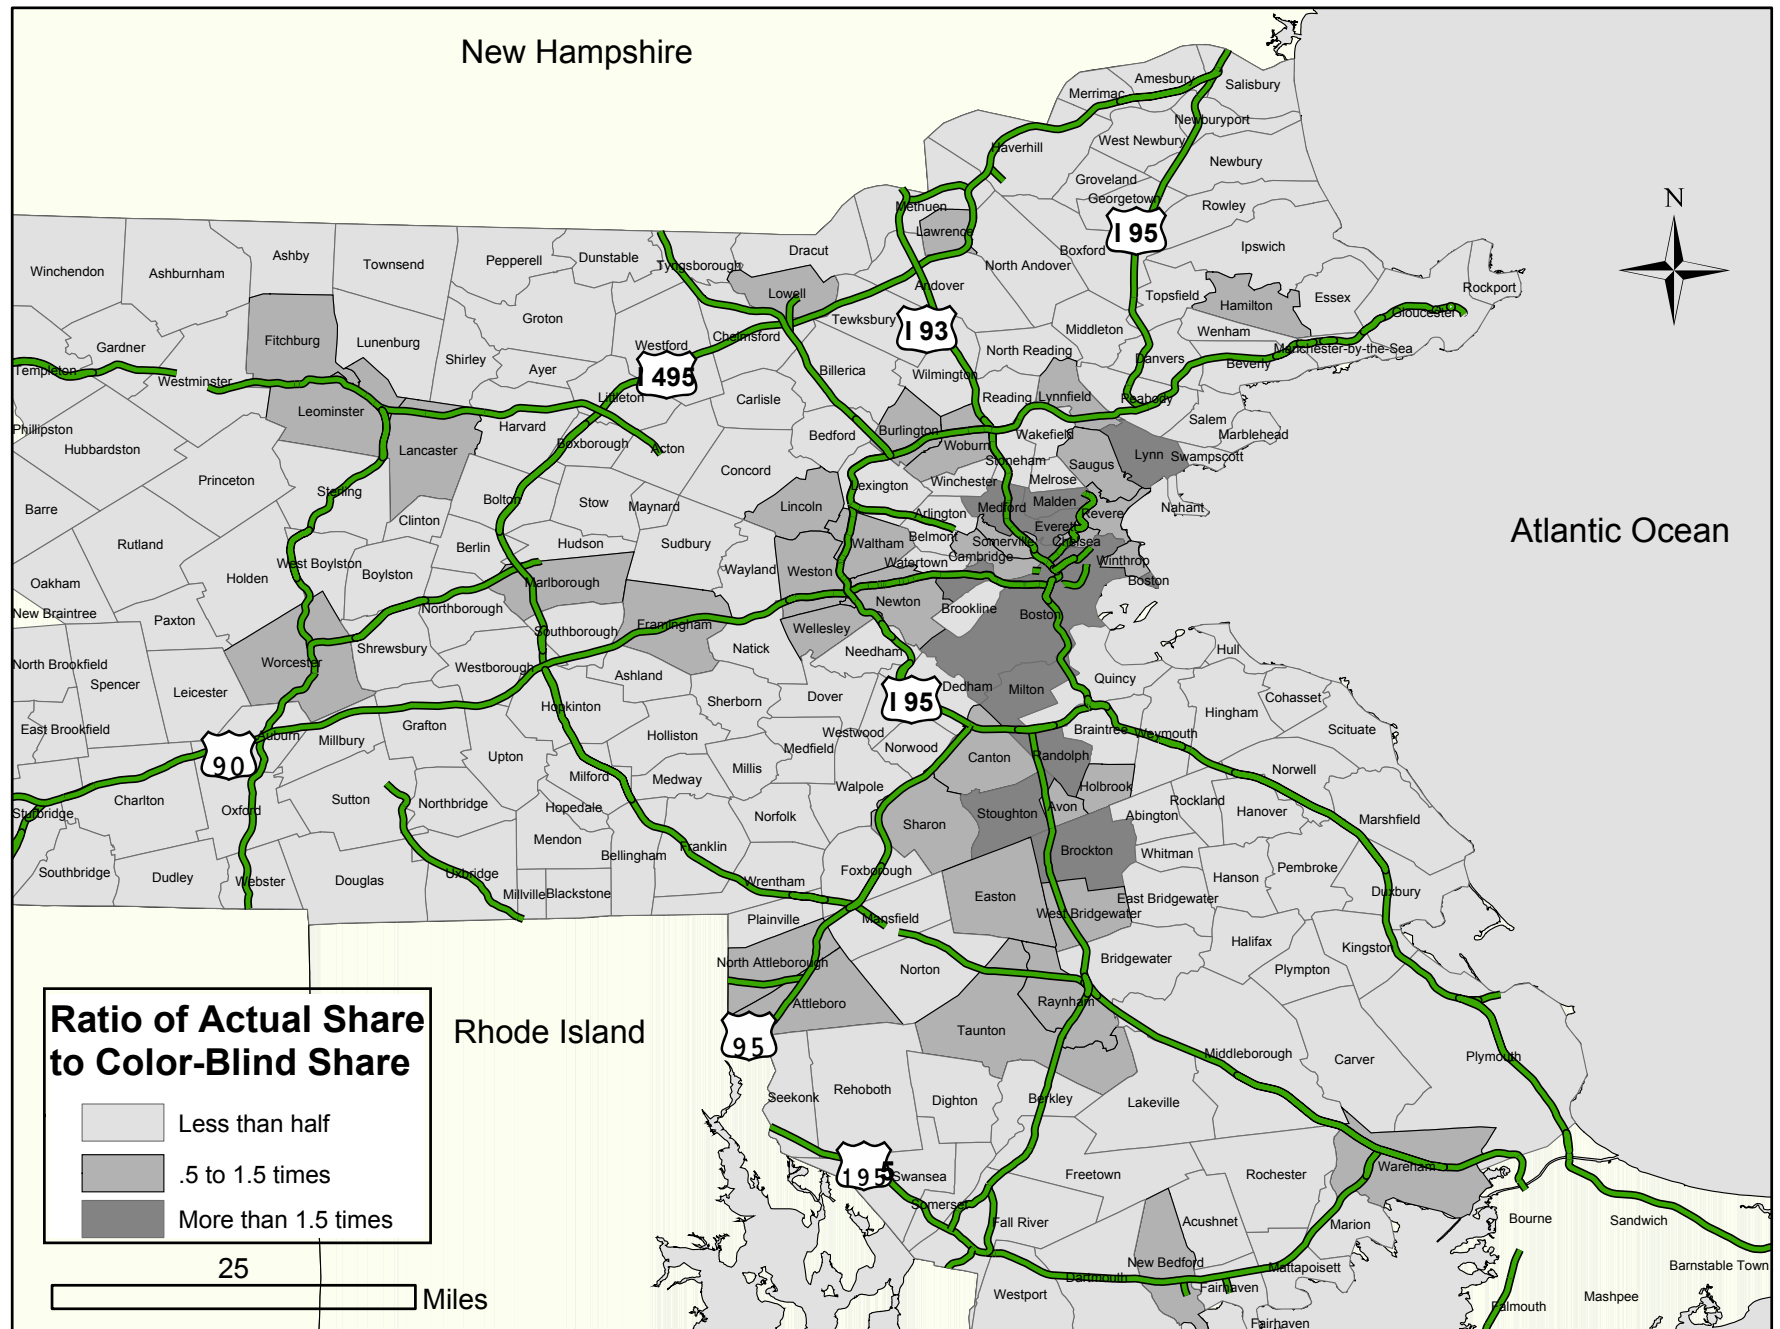 New Hampshire
Amesbury
Salisbury
Merrimac
Newburyport
West Newbury
Haverhill
Newbury
Groveland
Georgetown
N
Methuen
Rowley
Lawrence
I 95
Ipswich
Boxford
Dracut
Ashby
Dunstable
Pepperell
Townsend
Tyngsborough
North Andover
Winchendon
Ashburnham
Andover
Rockport
Lowell
Topsfield
Hamilton
Essex
Gloucester
Groton
Tewksbury
I 93
Middleton
Wenham
Chelmsford
Fitchburg
Lunenburg
Gardner
Westford
North Reading
Manchester-by-the-Sea
Shirley
Danvers
Beverly
Templeton
Westminster
Ayer
I 495
Billerica
Wilmington
Littleton
Carlisle
Reading
Lynnfield
Peabody
Leominster
Salem
Phillipston
Harvard
Burlington
Marblehead
Bedford
Wakefield
Hubbardston
Lancaster
Boxborough
Acton
Woburn
Stoneham
Saugus
Lynn
Swampscott
Concord
Princeton
Melrose
Winchester
Sterling
Lexington
Bolton
Stow
Maynard
Lincoln
Medford
Malden
Nahant
Barre
Arlington
Revere
Clinton
Everett
Atlantic Ocean
Rutland
Berlin
Hudson
Sudbury
Waltham
Belmont
Somerville
Chelsea
Cambridge
West Boylston
Watertown
Winthrop
Boylston
Wayland
Weston
Oakham
Holden
Marlborough
Boston
New Braintree
Northborough
Newton
Brookline
Boston
Paxton
Framingham
Wellesley
Southborough
Shrewsbury
Natick
Needham
Hull
North Brookfield
Worcester
Westborough
Spencer
Ashland
Quincy
Leicester
Dedham
Milton
I 95
Sherborn
Dover
Cohasset
Hopkinton
Hingham
East Brookfield
Grafton
Auburn
Millbury
Holliston
Westwood
Medfield
Norwood
Braintree
Weymouth
Scituate
Upton
Canton
Randolph
90
Milford
Medway
Millis
Norwell
Walpole
Holbrook
Charlton
Sutton
Northbridge
Hopedale
Rockland
Avon
Oxford
Sturbridge
Norfolk
Sharon
Stoughton
Abington
Hanover
Marshfield
Mendon
Bellingham
Franklin
Brockton
Whitman
Southbridge
Dudley
Webster
Douglas
Uxbridge
Wrentham
Foxborough
Pembroke
Hanson
Millville
Blackstone
Easton
East Bridgewater
Duxbury
West Bridgewater
Plainville
Mansfield
Halifax
Kingston
North Attleborough
Norton
Bridgewater
Plympton
Attleboro
Raynham
Ratio of Actual Share
to Color-Blind Share
Rhode Island
Taunton
95
Middleborough
Carver
Plymouth
Less than half
Seekonk
Rehoboth
Dighton
Berkley
Lakeville
.5 to 1.5 times
195
5
Swansea
Freetown
Rochester
Wareham
More than 1.5 times
Somerset
Fall River
Acushnet
Marion
Bourne
Sandwich
25
Miles
New Bedford
Mattapoisett
Dartmouth
Fairhaven
Barnstable Town
Westport
Mashpee
Falmouth
Fairhaven